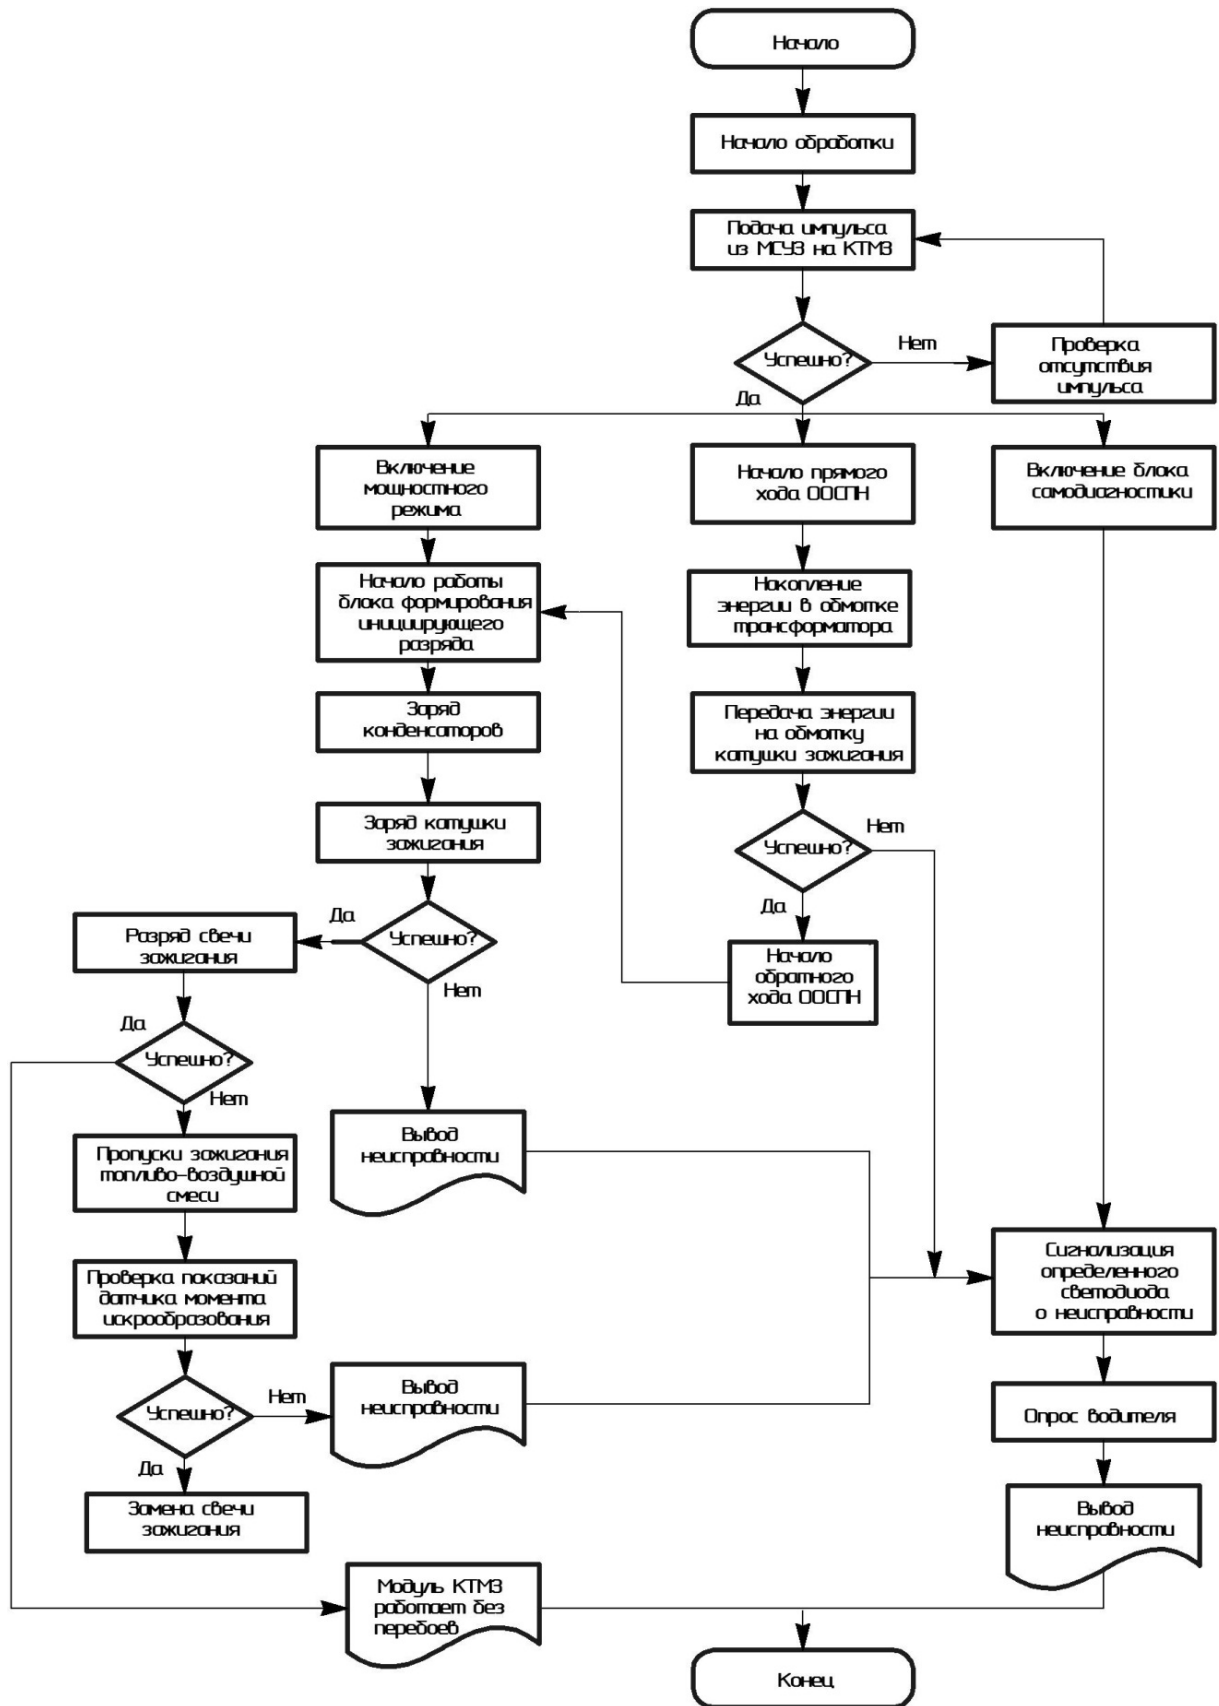 Начало
Начало обработки
Подача импульса
из МСУЗ на КТМЗ
Успешно?
Нет
Проверка
отсутствия
импульса
Да
Включение
мощностного
режима
Начало прямого
хода ООСПН
Включение блока
самодиагностики
Начало работы
блока формирования
инициирующего
разряда
Накопление
энергии в обмотке
трансформатора
Заряд
конденсаторов
Передача энергии
на обмотку
катушки зажигания
Заряд катушки
зажигания
Успешно?
Нет
Да
Разряд свечи
зажигания
Да
Успешно?
Нет
Начало
обратного
хода ООСПН
Да
Успешно?
Нет
Вывод
неисправности
Пропуски зажигания
топливо-воздушной
смеси
Сигнализация
определенного
светодиода
о неисправности
Проверка показаний
датчика момента
искрообразования
Успешно?
Нет
Вывод
неисправности
Опрос водителя
Да
Замена свечи
зажигания
Вывод
неисправности
Модуль КТМЗ
работает без
перебоев
Конец